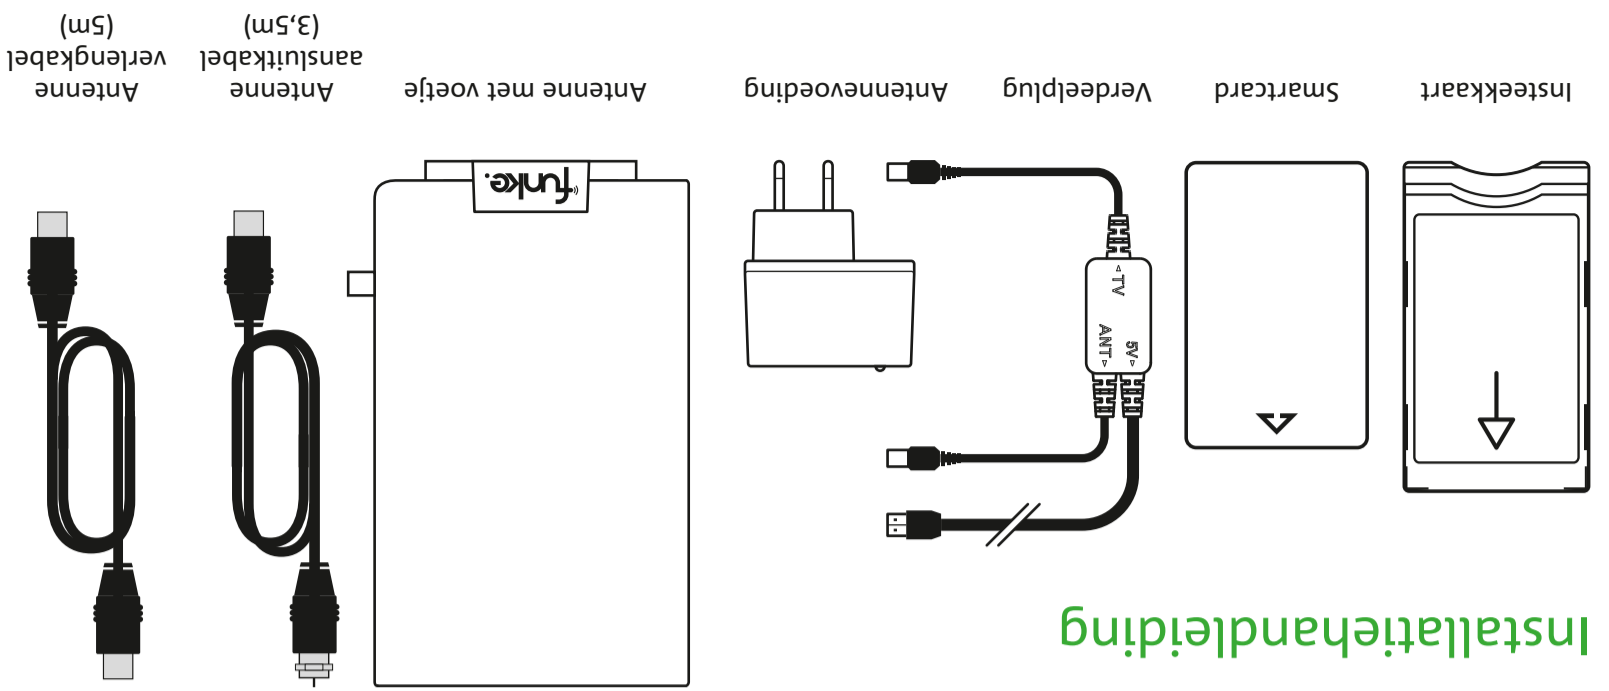 Installatiehandleiding
5V
ANT
TV
funke.
Insteekkaart
Smartcard
Verdeelplug
Antennevoeding
Antenne met voetje
Antenne
aansluitkabel
(3,5m)
Antenne
verlengkabel
(5m)